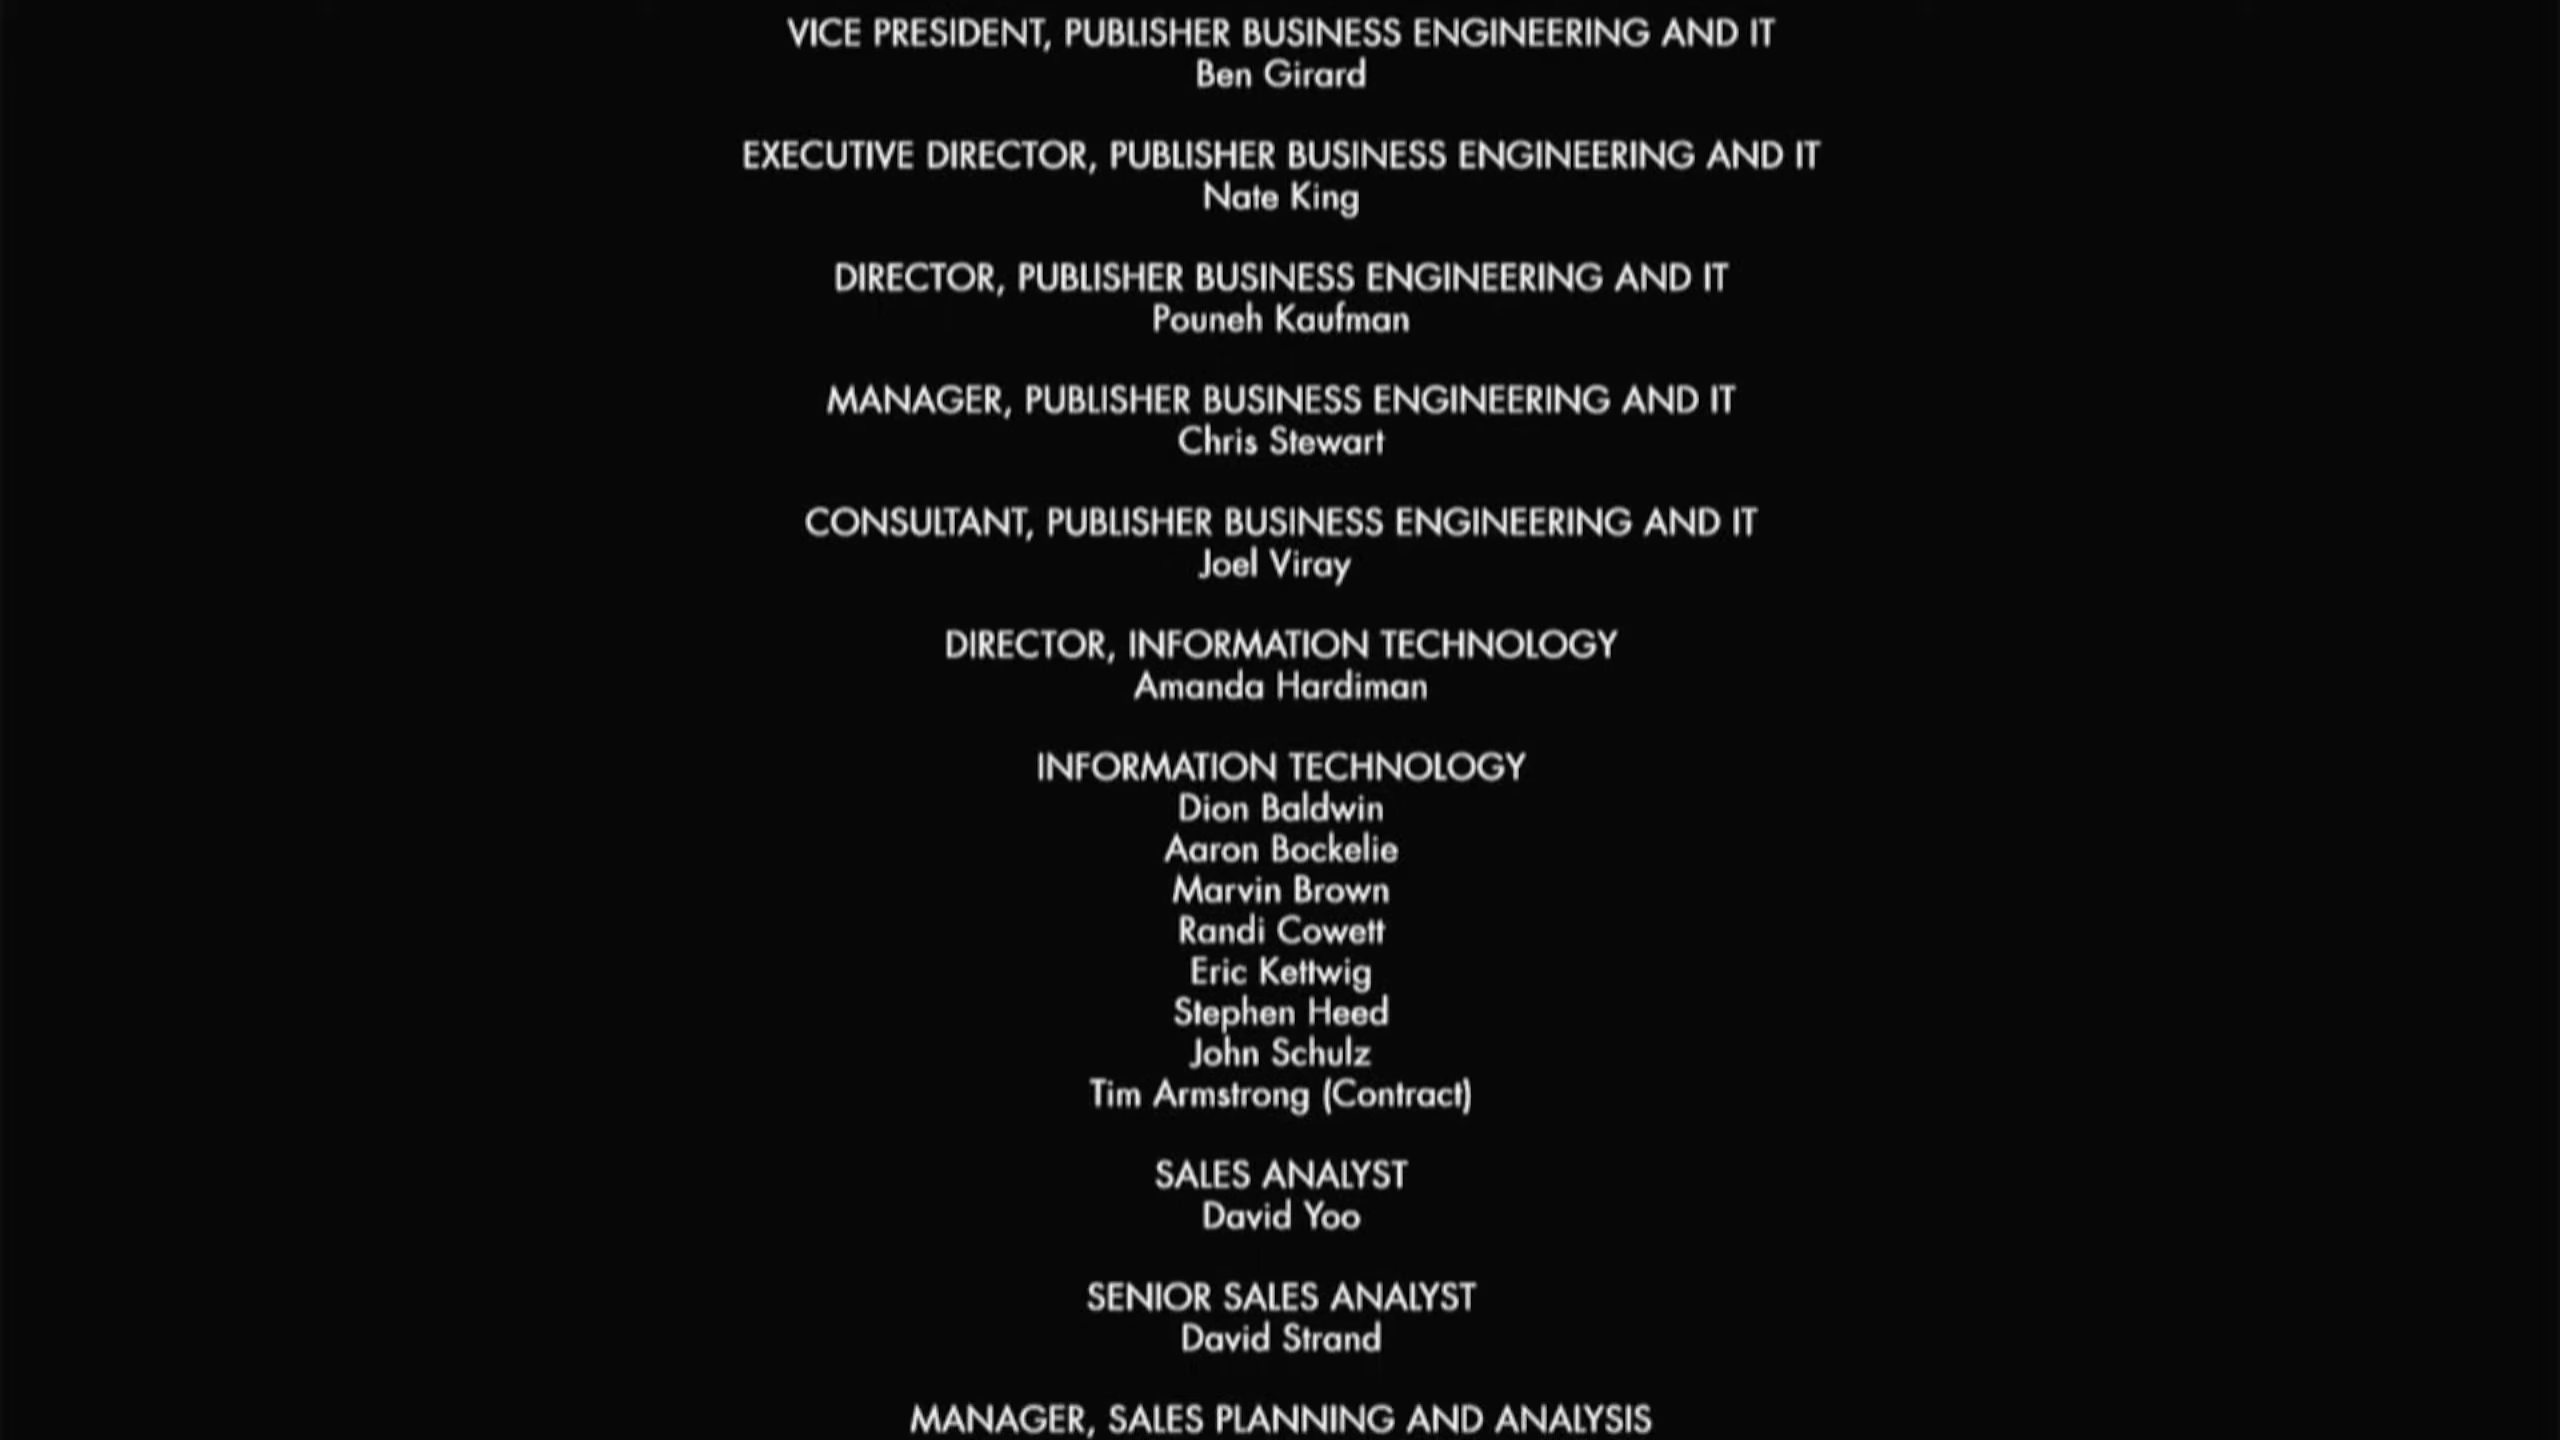 VICE PRESIDENT, PUBLISHER BUSINESS ENGINEERING AND IT
Ben Girard
EXECUTIVE DIRECTOR, PUBLISHER BUSINESS ENGINEERING AND IT
Nate King
DIRECTOR, PUBLISHER BUSINESS ENGINEERING AND IT
Pouneh Kaufman
MANAGER, PUBLISHER BUSINESS ENGINEERING AND IT
Chris Stewart
CONSULTANT, PUBLISHER BUSINESS ENGINEERING AND IT
Joel Viray
DIRECTOR, INFORMATION TECHNOLOGY
Amanda Hardiman
INFORMATION TECHNOLOGY
Dion Baldwin
Aaron Bockelie
Marvin Brown
Randi Cowett
Eric Kettwig
Stephen Heed
John Schulz
Tim Armstrong (Contract)
SALES ANALYST
David Yoo
SENIOR SALES ANALYST
David Strand
MANAGER, SALES PLANNING AND ANALYSIS